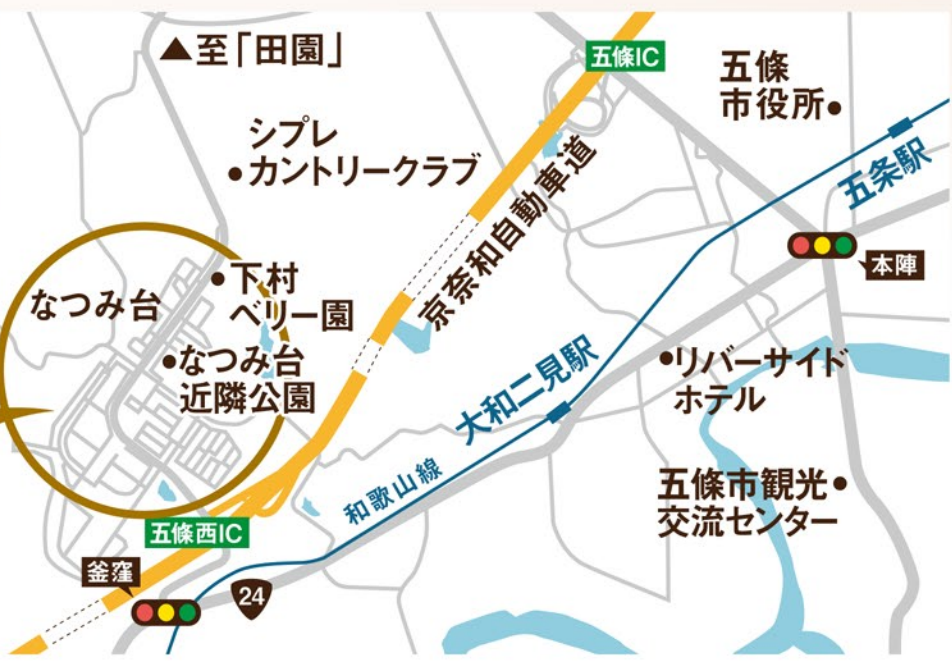 ▲至「田園」
五條IC
五條
市役所
シプレ
カントリークラブ
京奈和自動車道
五条駅
本陣
なつみ台
下村
ベリー園
なつみ台
近隣公園
大和二見駅
リバーサイド
ホテル
和歌山線
五條市観光
交流センター
五條西IC
釜窪
24